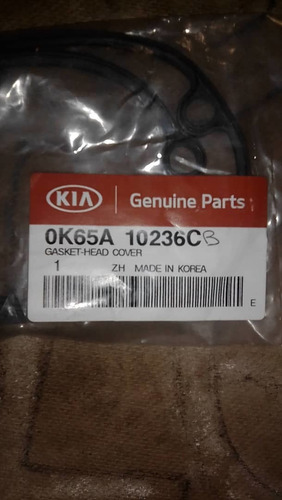 KIA Genuine Parts
0K65A 10236CB
GASKET-HEAD COVER
1 ZH MADE IN KOREA
E